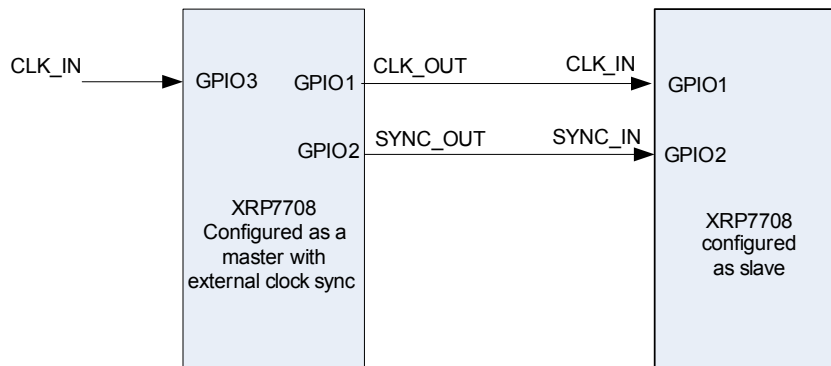 CLK_IN
GPIO3
GPIO1
CLK_OUT
CLK_IN
GPIO1
GPIO2
SYNC_OUT
SYNC_IN
GPIO2
XRP7708
Configured as a
master with
external clock sync
XRP7708
configured
as slave